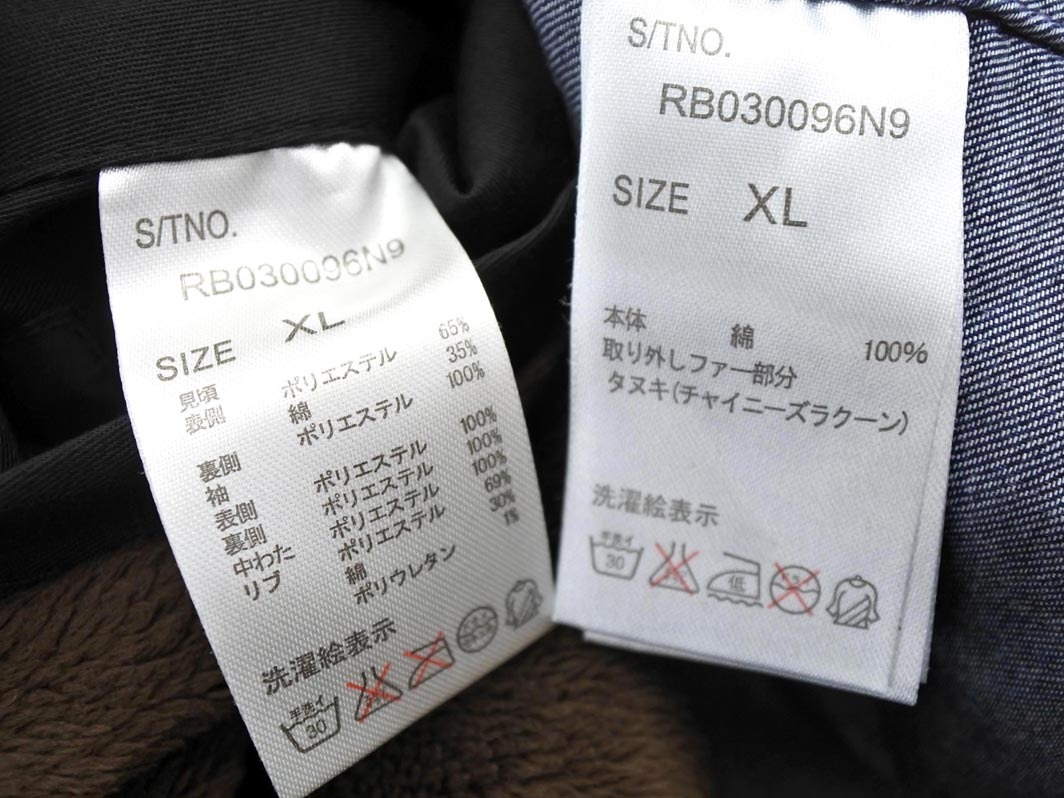 S/TNO.
RB030096N9
SIZE XL
見頃
表側 ポリエステル 65%
綿 35%
裏側 ポリエステル 100%
袖
表側 ポリエステル 100%
裏側 ポリエステル 100%
中わた ポリエステル 100%
リブ ポリエステル 69%
綿 30%
ポリウレタン 1%
洗濯絵表示
手洗イ
30
S/TNO.
RB030096N9
SIZE XL
本体 綿 100%
取り外しファー部分
タヌキ(チャイニーズラクーン)
洗濯絵表示
手洗イ
30
低